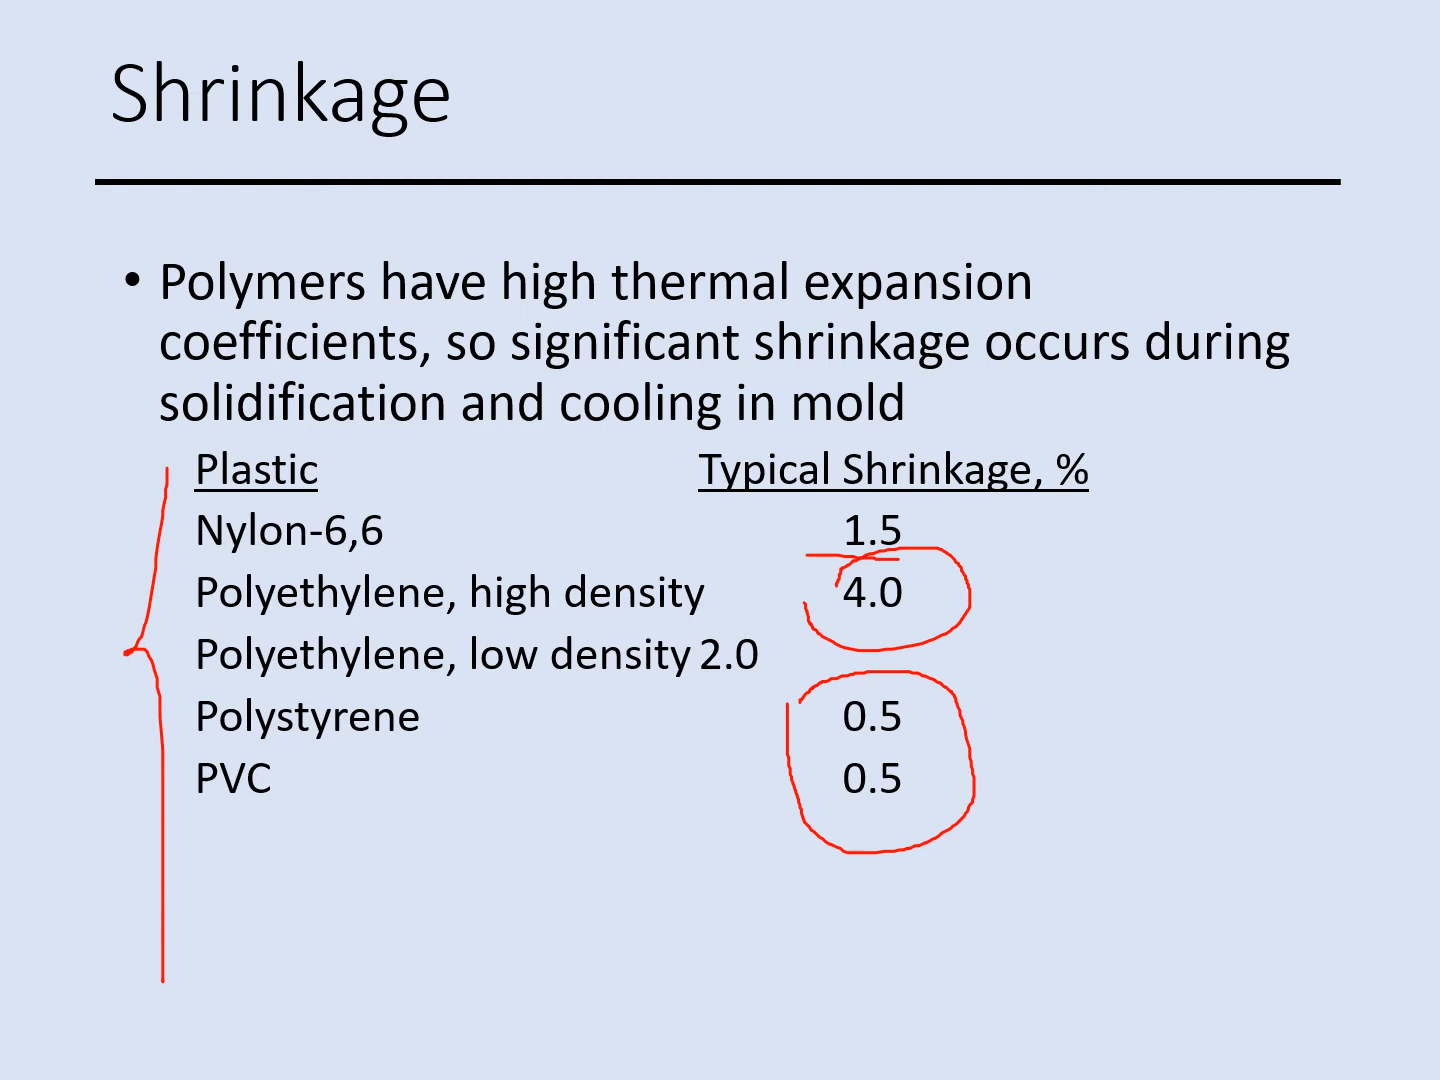 Shrinkage
• Polymers have high thermal expansion
coefficients, so significant shrinkage occurs during
solidification and cooling in mold
Plastic Typical Shrinkage, %
Nylon-6,6 1.5
Polyethylene, high density 4.0
Polyethylene, low density 2.0
Polystyrene 0.5
PVC 0.5